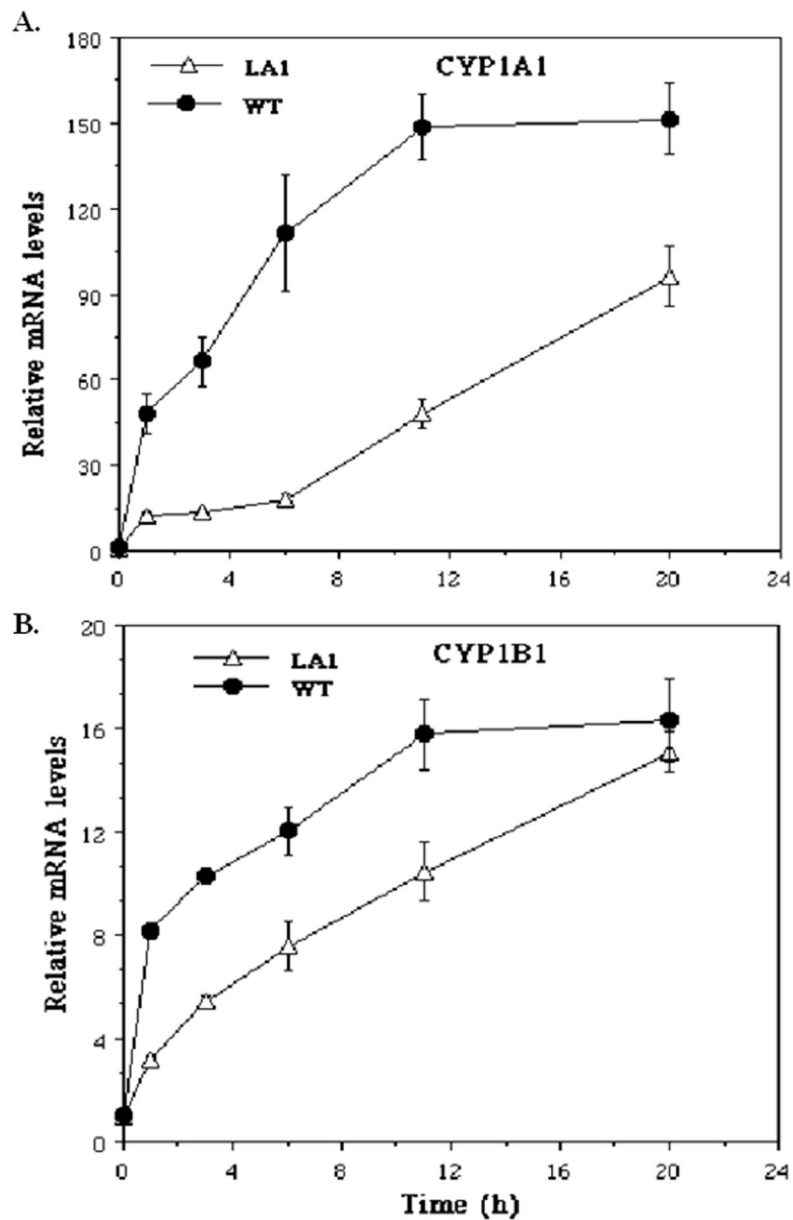 A.
180
150
120
90
60
30
0
Relative mRNA levels
LA1
WT
CYP1A1
0 4 8 12 16 20 24
B.
20
16
12
8
4
0
Relative mRNA levels
LA1
WT
CYP1B1
0 4 8 12 16 20 24
Time (h)